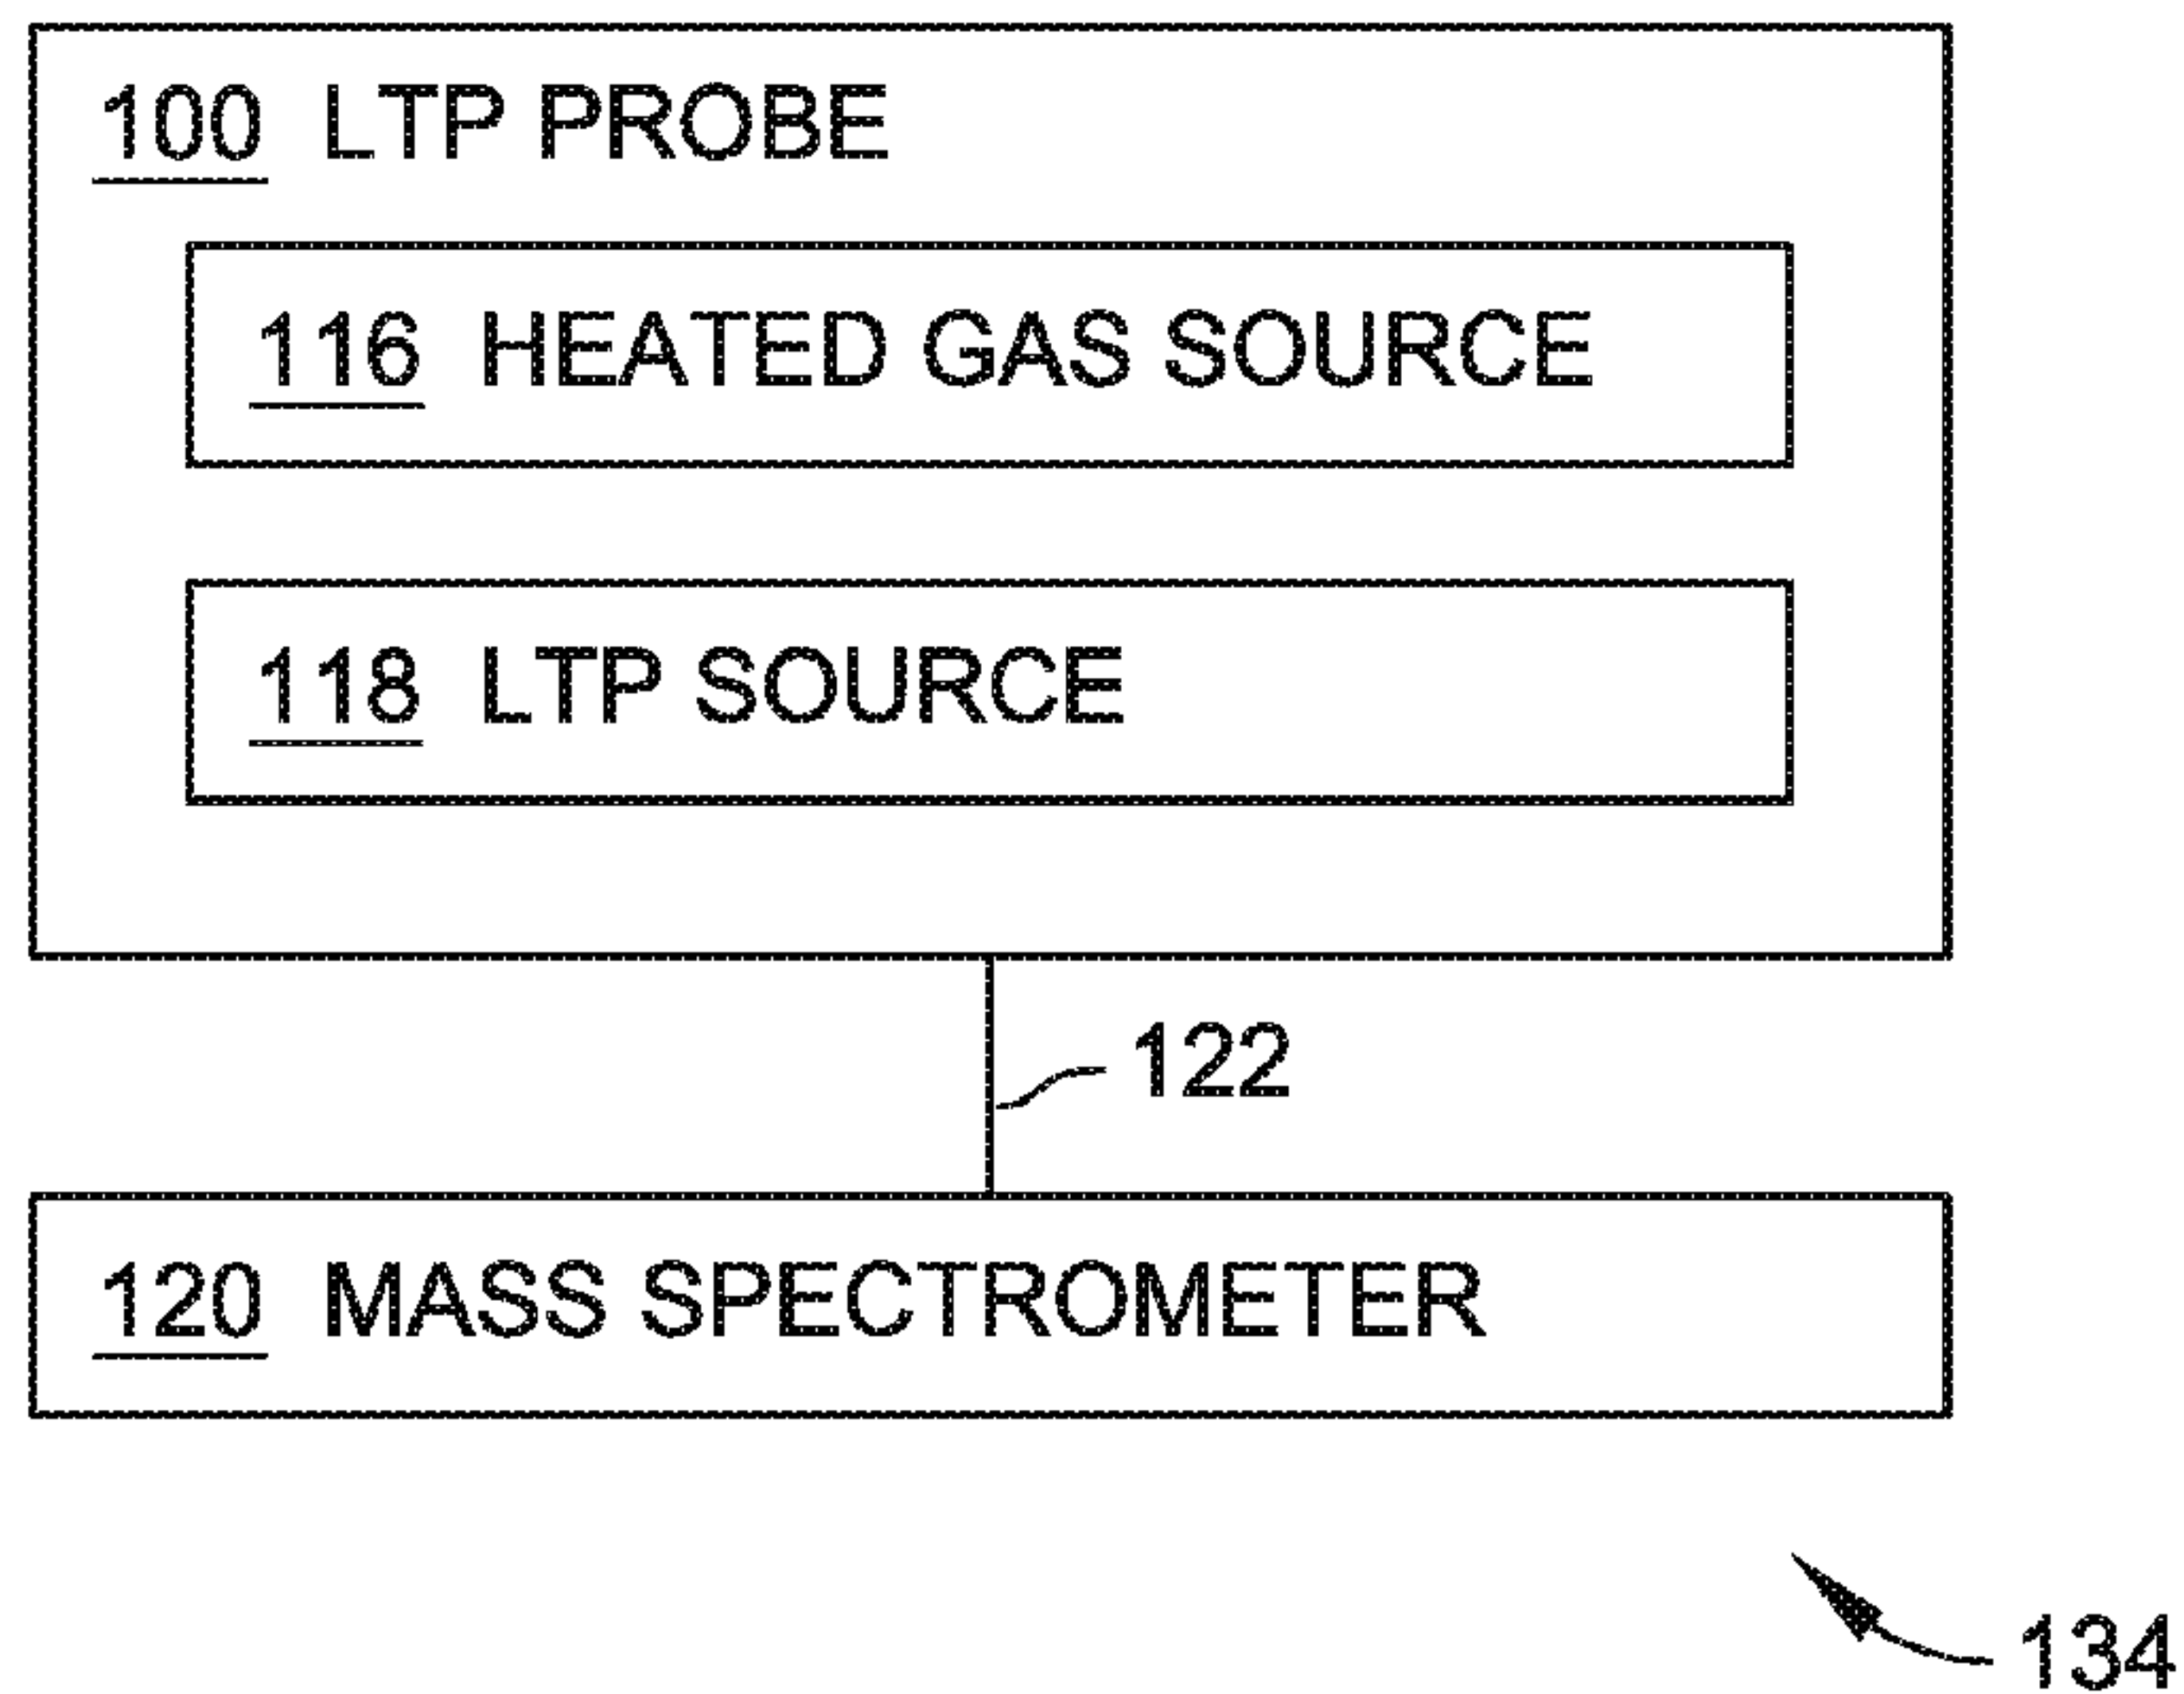 100 LTP PROBE
116 HEATED GAS SOURCE
118 LTP SOURCE
122
120 MASS SPECTROMETER
134